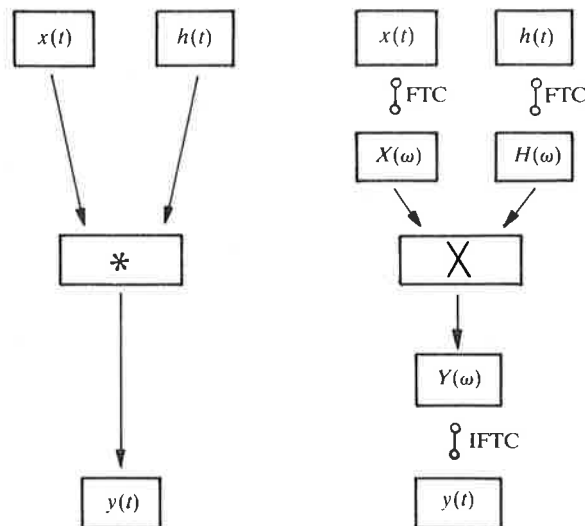 x(t) h(t)
*
y(t)
x(t) h(t)
FTC FTC
X(ω) H(ω)
X
Y(ω)
IFTC
y(t)